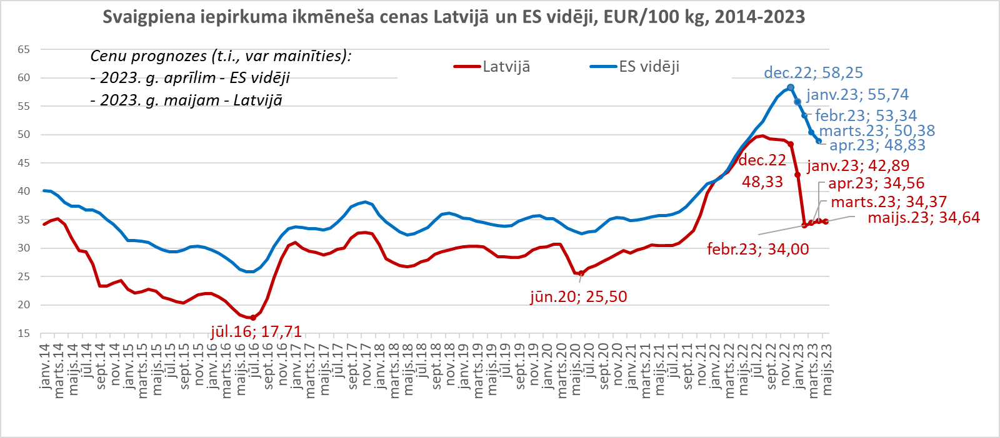 Svaigpiena iepirkuma ikmēneša cenas Latvijā un ES vidēji, EUR/100 kg, 2014-2023
Cenu prognozes (t.i., var mainīties):
- 2023. g. aprīlim - ES vidēji
- 2023. g. maijam - Latvijā
Latvijā
ES vidēji
65
60
55
50
45
40
35
30
25
20
15
dec.22; 58,25
janv.23; 55,74
febr.23; 53,34
marts.23; 50,38
apr.23; 48,83
dec.22
48,33
janv.23; 42,89
apr.23; 34,56
marts.23; 34,37
maijs.23; 34,64
febr.23; 34,00
jūn.20; 25,50
jūl.16; 17,71
janv.14
marts.14
maijs.14
jūl.14
sept.14
nov.14
janv.15
marts.15
maijs.15
jūl.15
sept.15
nov.15
janv.16
marts.16
maijs.16
jūl.16
sept.16
nov.16
janv.17
marts.17
maijs.17
jūl.17
sept.17
nov.17
janv.18
marts.18
maijs.18
jūl.18
sept.18
nov.18
janv.19
marts.19
maijs.19
jūl.19
sept.19
nov.19
janv.20
marts.20
maijs.20
jūl.20
sept.20
nov.20
janv.21
marts.21
maijs.21
jūl.21
sept.21
nov.21
janv.22
marts.22
maijs.22
jūl.22
sept.22
nov.22
janv.23
marts.23
maijs.23